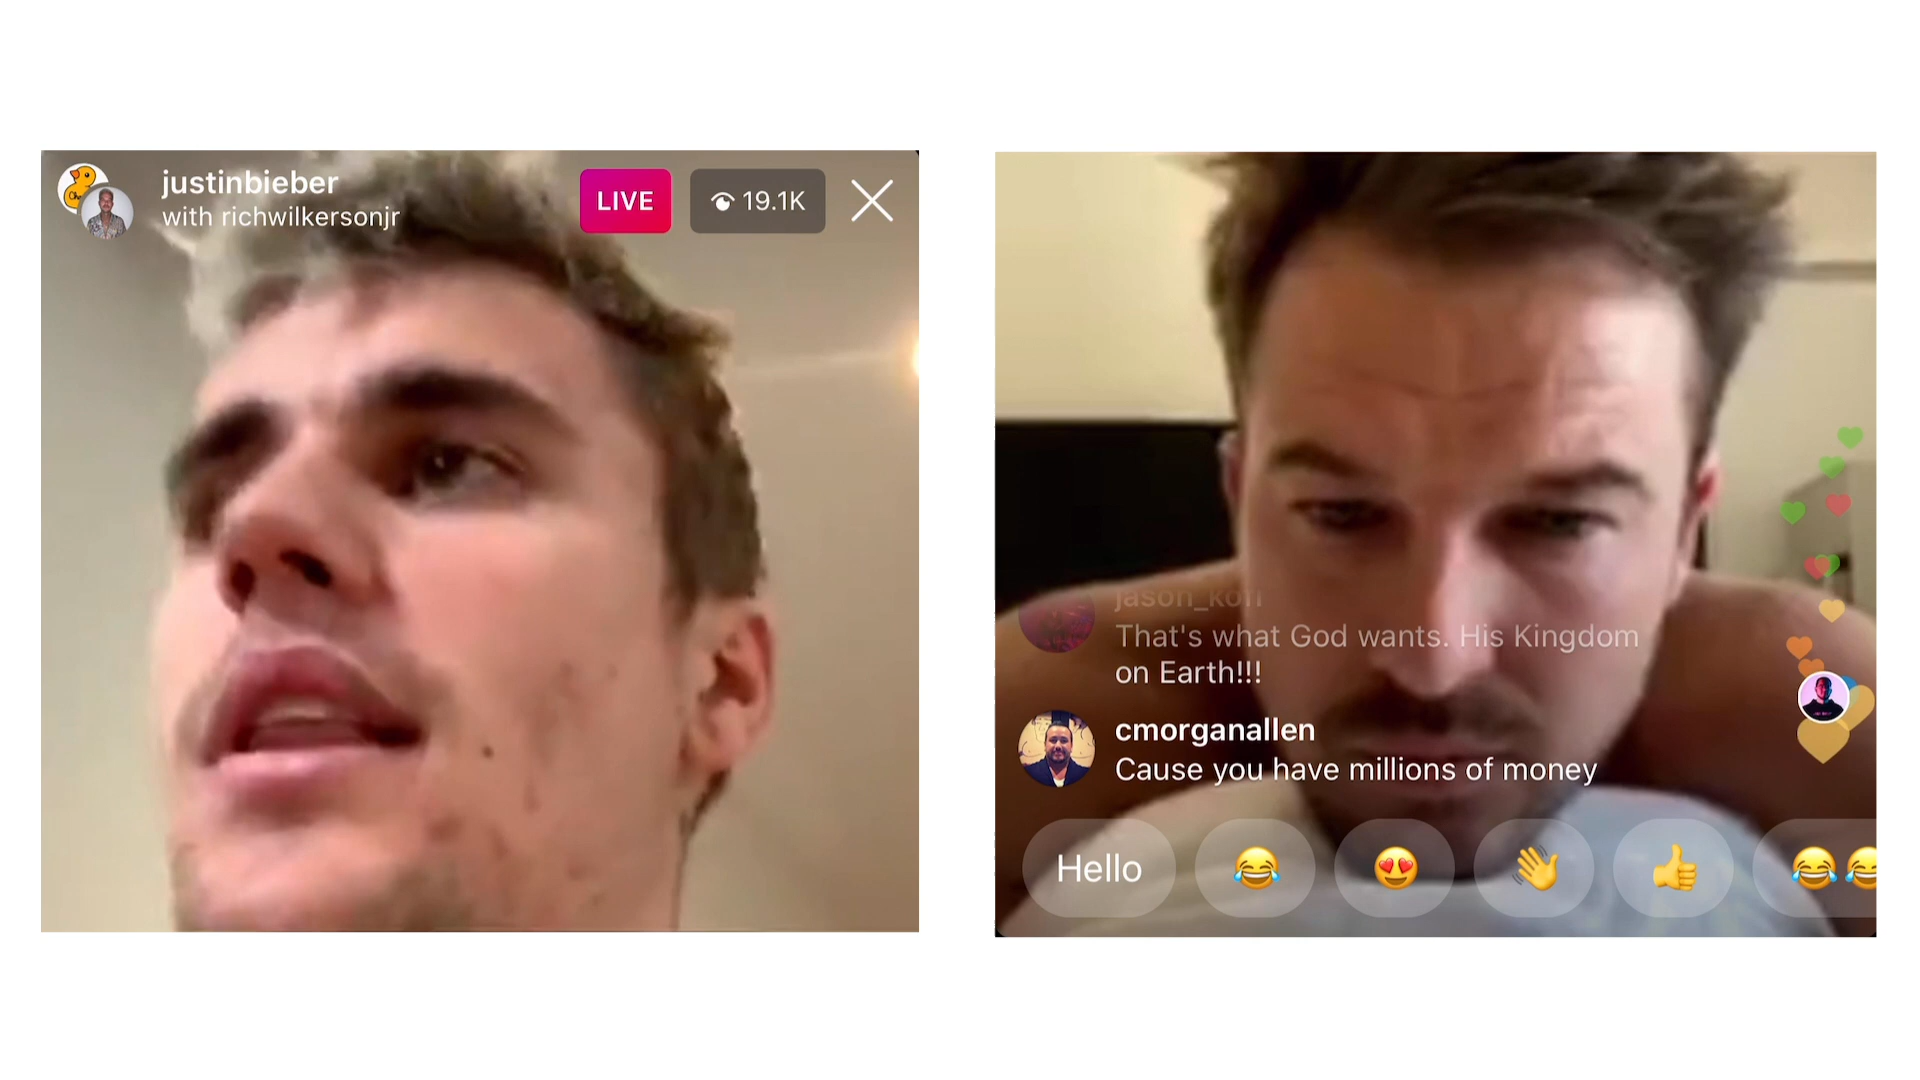 justinbieber
with richwilkersonjr
LIVE
19.1K
That's what God wants. His Kingdom
on Earth!!!
cmorganallen
Cause you have millions of money
Hello